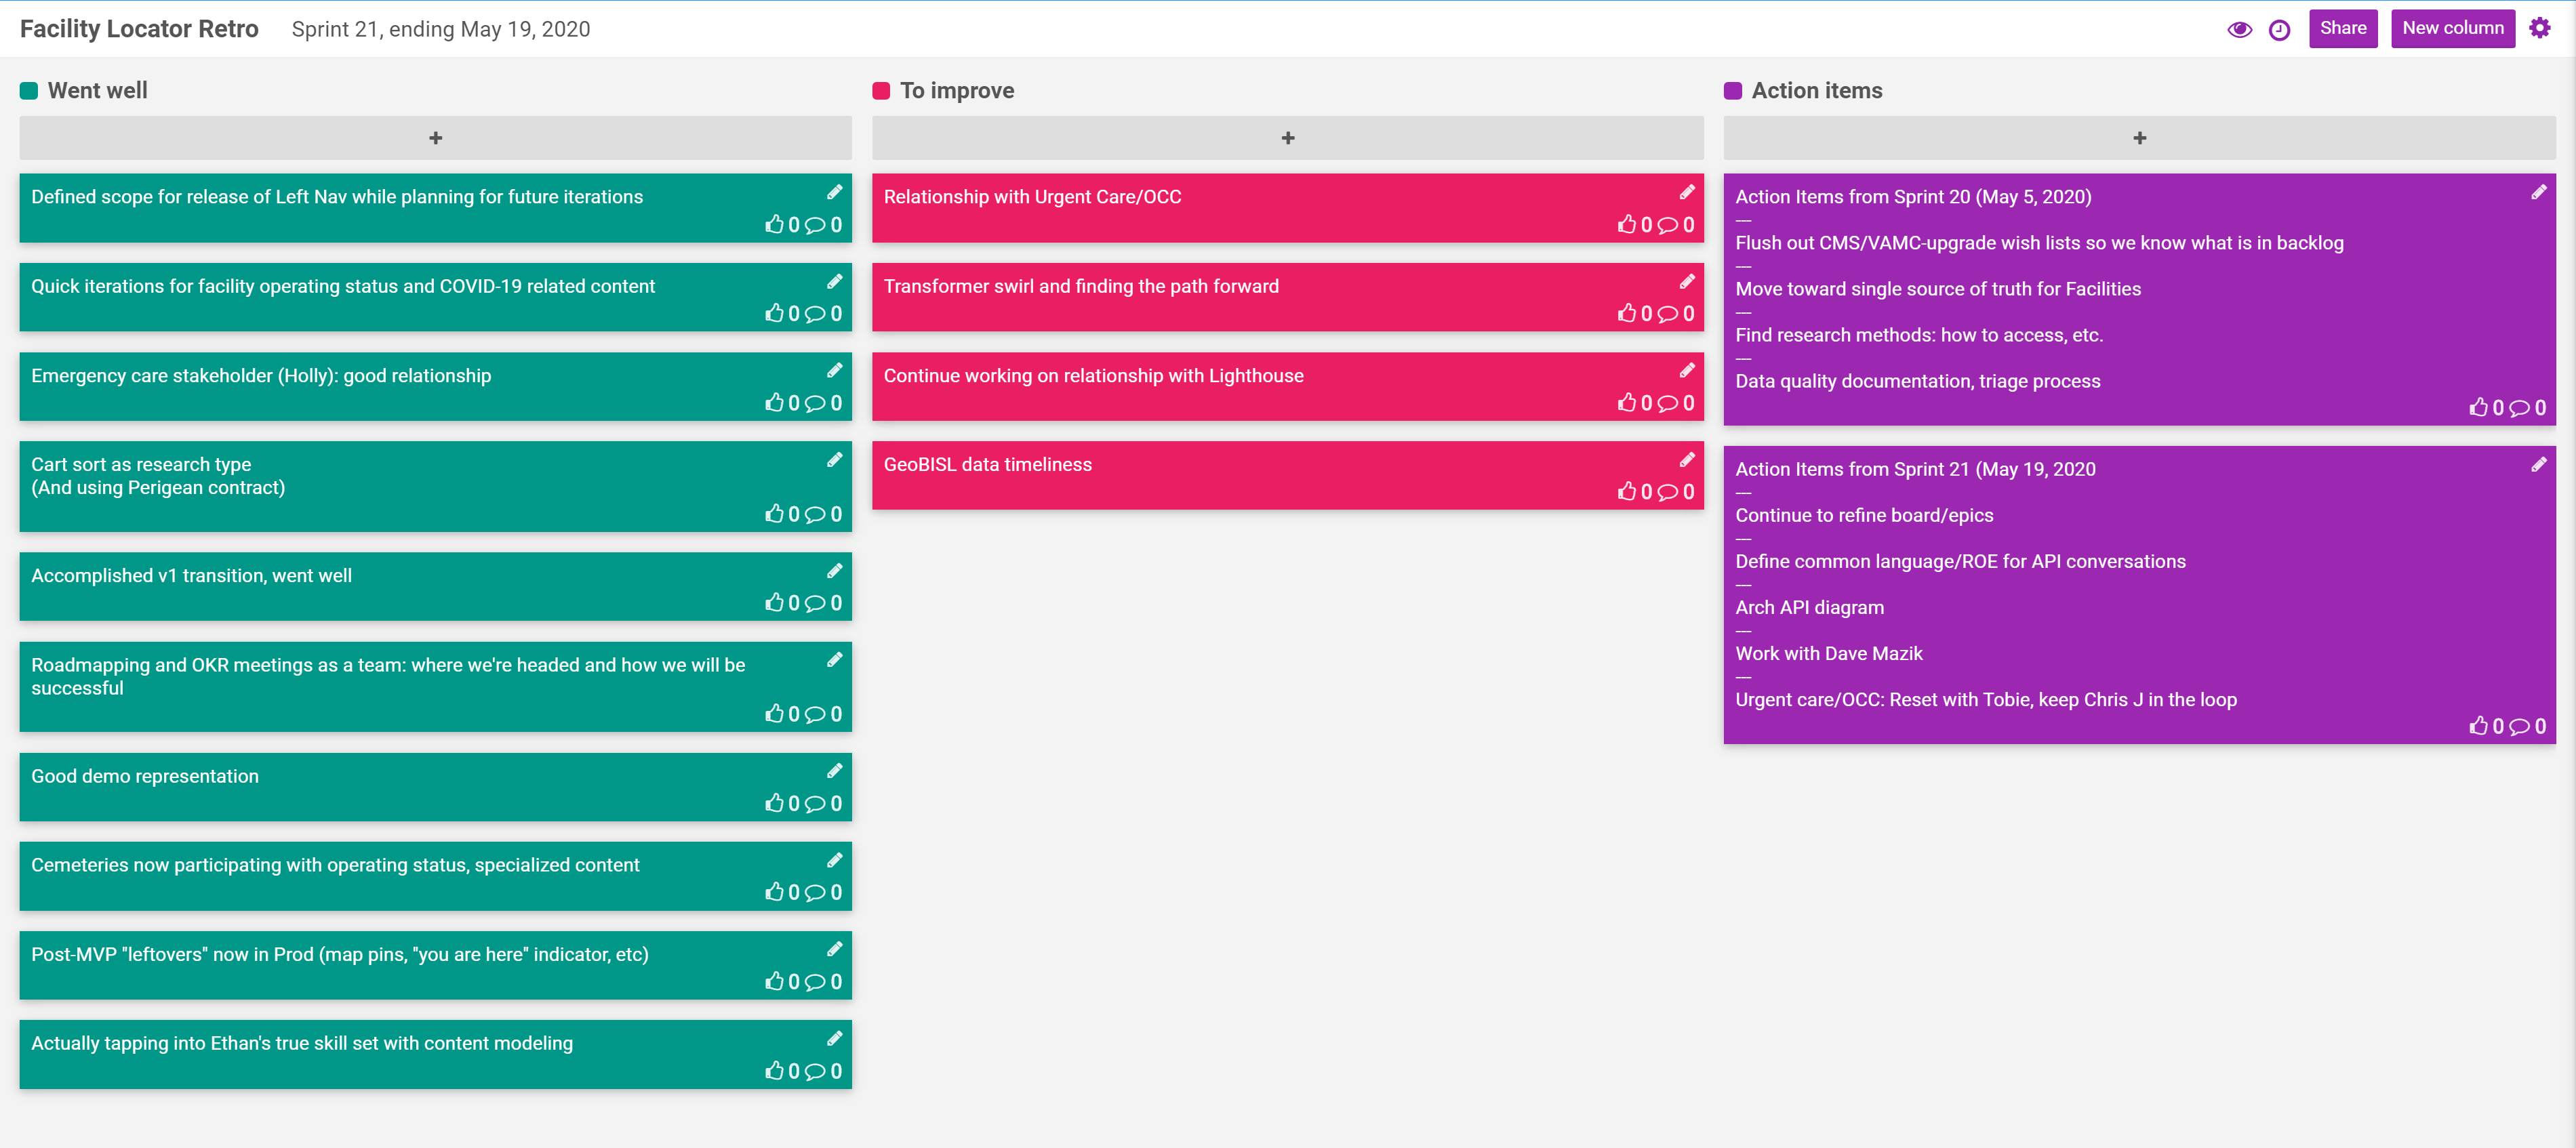 Facility Locator Retro
Sprint 21, ending May 19, 2020
Share
New column
Went well
+
Defined scope for release of Left Nav while planning for future iterations
0 0
Quick iterations for facility operating status and COVID-19 related content
0 0
Emergency care stakeholder (Holly): good relationship
0 0
Cart sort as research type
(And using Perigean contract)
0 0
Accomplished v1 transition, went well
0 0
Roadmapping and OKR meetings as a team: where we're headed and how we will be
successful
0 0
Good demo representation
0 0
Cemeteries now participating with operating status, specialized content
0 0
Post-MVP "leftovers" now in Prod (map pins, "you are here" indicator, etc)
0 0
Actually tapping into Ethan's true skill set with content modeling
0 0
To improve
+
Relationship with Urgent Care/OCC
0 0
Transformer swirl and finding the path forward
0 0
Continue working on relationship with Lighthouse
0 0
GeoBISL data timeliness
0 0
Action items
+
Action Items from Sprint 20 (May 5, 2020)
---
Flush out CMS/VAMC-upgrade wish lists so we know what is in backlog
---
Move toward single source of truth for Facilities
---
Find research methods: how to access, etc.
---
Data quality documentation, triage process
0 0
Action Items from Sprint 21 (May 19, 2020
---
Continue to refine board/epics
---
Define common language/ROE for API conversations
---
Arch API diagram
---
Work with Dave Mazik
---
Urgent care/OCC: Reset with Tobie, keep Chris J in the loop
0 0